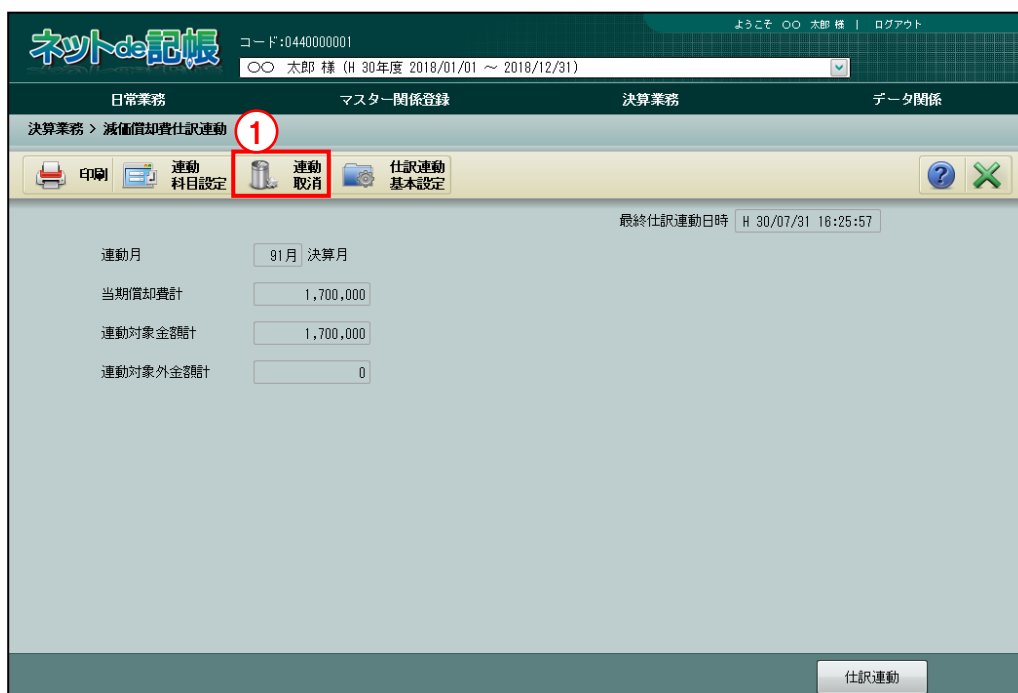 ようこそ 〇〇 太郎 様 | ログアウト
ネットde記帳
コード:0440000001
〇〇 太郎 様 (H 30年度 2018/01/01 ～ 2018/12/31)
日常業務 マスター関係登録 決算業務 データ関係
決算業務 > 減価償却費仕訳連動
1
印刷 連動科目設定 連動取消 仕訳連動基本設定
最終仕訳連動日時 H 30/07/31 16:25:57
連動月 91月 決算月
当期償却費計 1,700,000
連動対象金額計 1,700,000
連動対象外金額計 0
仕訳連動